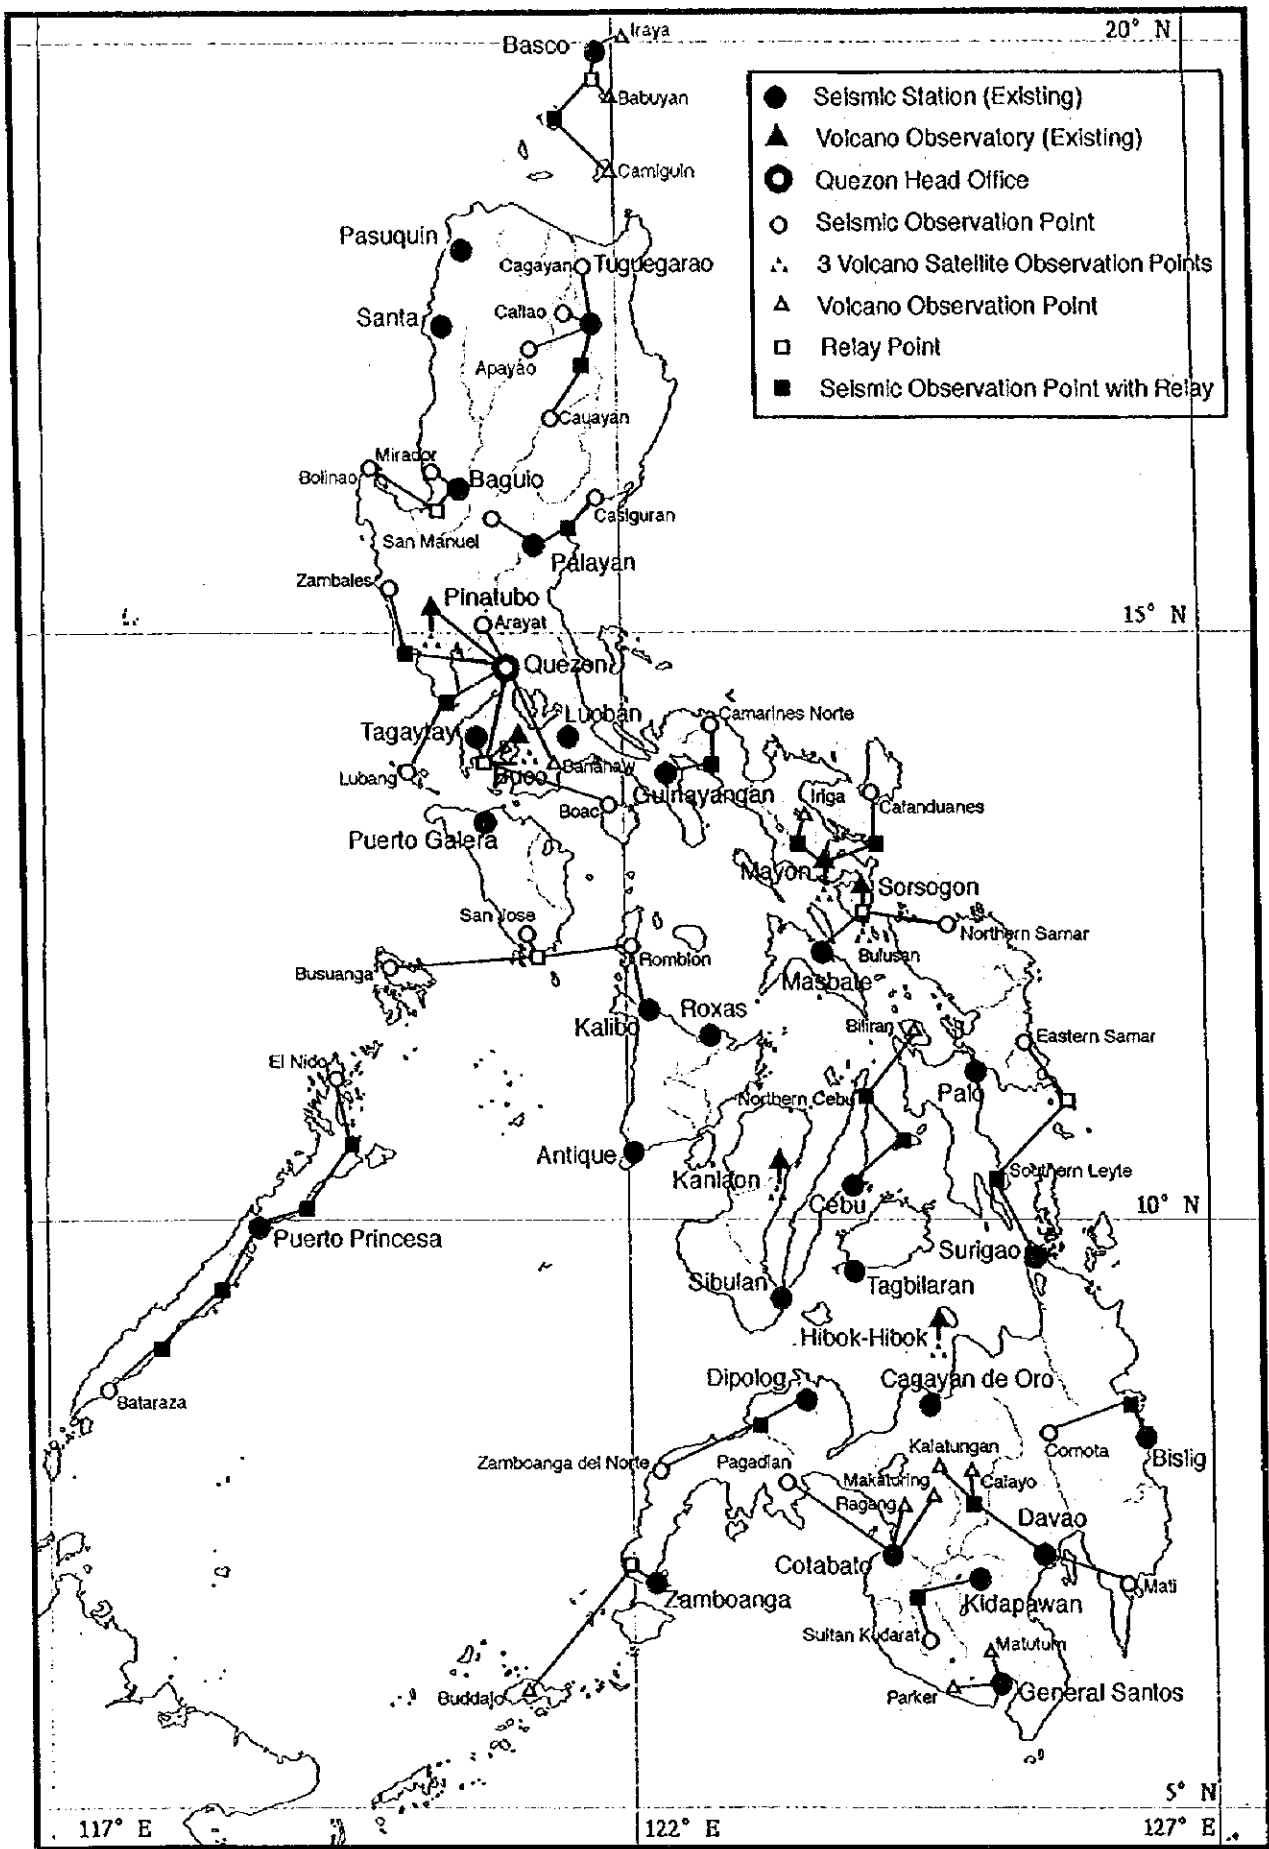 Iraya
20° N
Basco
Babuyan
Camiguin
Seismic Station (Existing)
Volcano Observatory (Existing)
Quezon Head Office
Seismic Observation Point
3 Volcano Satellite Observation Points
Volcano Observation Point
Relay Point
Seismic Observation Point with Relay
Pasuquin
Cagayan
Tuguegarao
Santa
Callao
Apayao
Cauayan
Mirador
Bolinao
Baguio
Casiguran
San Manuel
Palayan
Zambales
Pinatubo
Arayat
15° N
Quezon
Tagaytay
Lucban
Camarines Norte
Lubang
Buco
Banahaw
Guinayangan
Iriga
Catanduanes
Boac
Puerto Galera
Mayon
Sorsogon
San Jose
Northern Samar
Busuanga
Romblon
Bulusan
Masbate
Kalibo
Roxas
Biliran
Eastern Samar
El Nido
Palo
Northern Cebu
Antique
Kanlaon
Southern Leyte
Cebu
10° N
Puerto Princesa
Surigao
Sibulan
Tagbilaran
Hibok-Hibok
Dipolog
Cagayan de Oro
Bataraza
Zamboanga del Norte
Pagadian
Kalatungan
Comota
Bislig
Makaturing
Calayo
Ragang
Davao
Cotabato
Zamboanga
Kidapawan
Mati
Sultan Kudarat
Matutum
Buddajo
Parker
General Santos
5° N
117° E
122° E
127° E